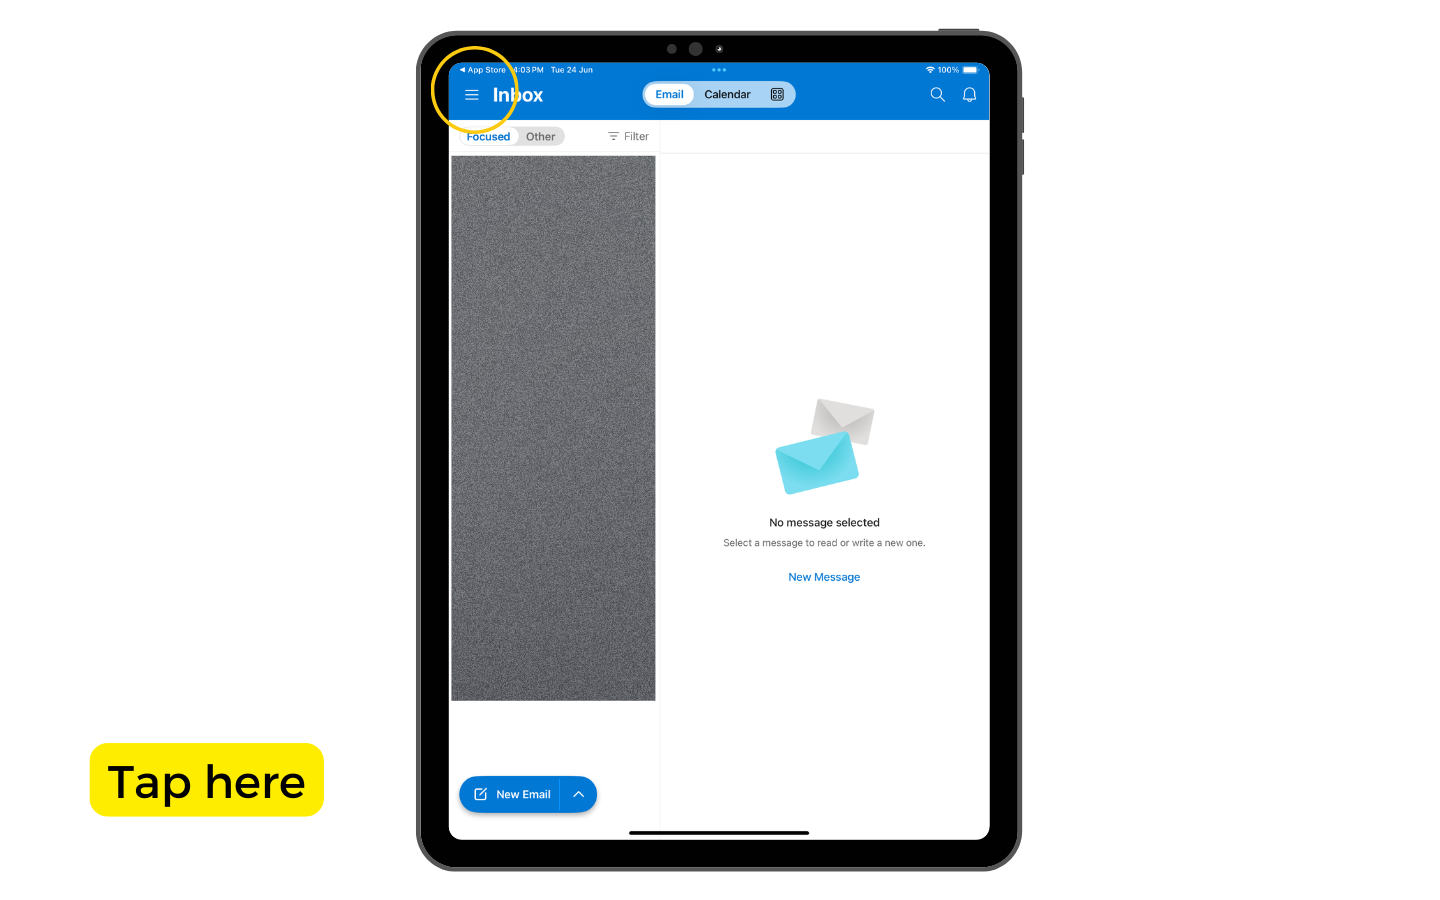 ◀ App Store 4:03 PM Tue 24 Jun
100%
Inbox
Email Calendar
Focused Other
Filter
No message selected
Select a message to read or write a new one.
New Message
New Email
Tap here